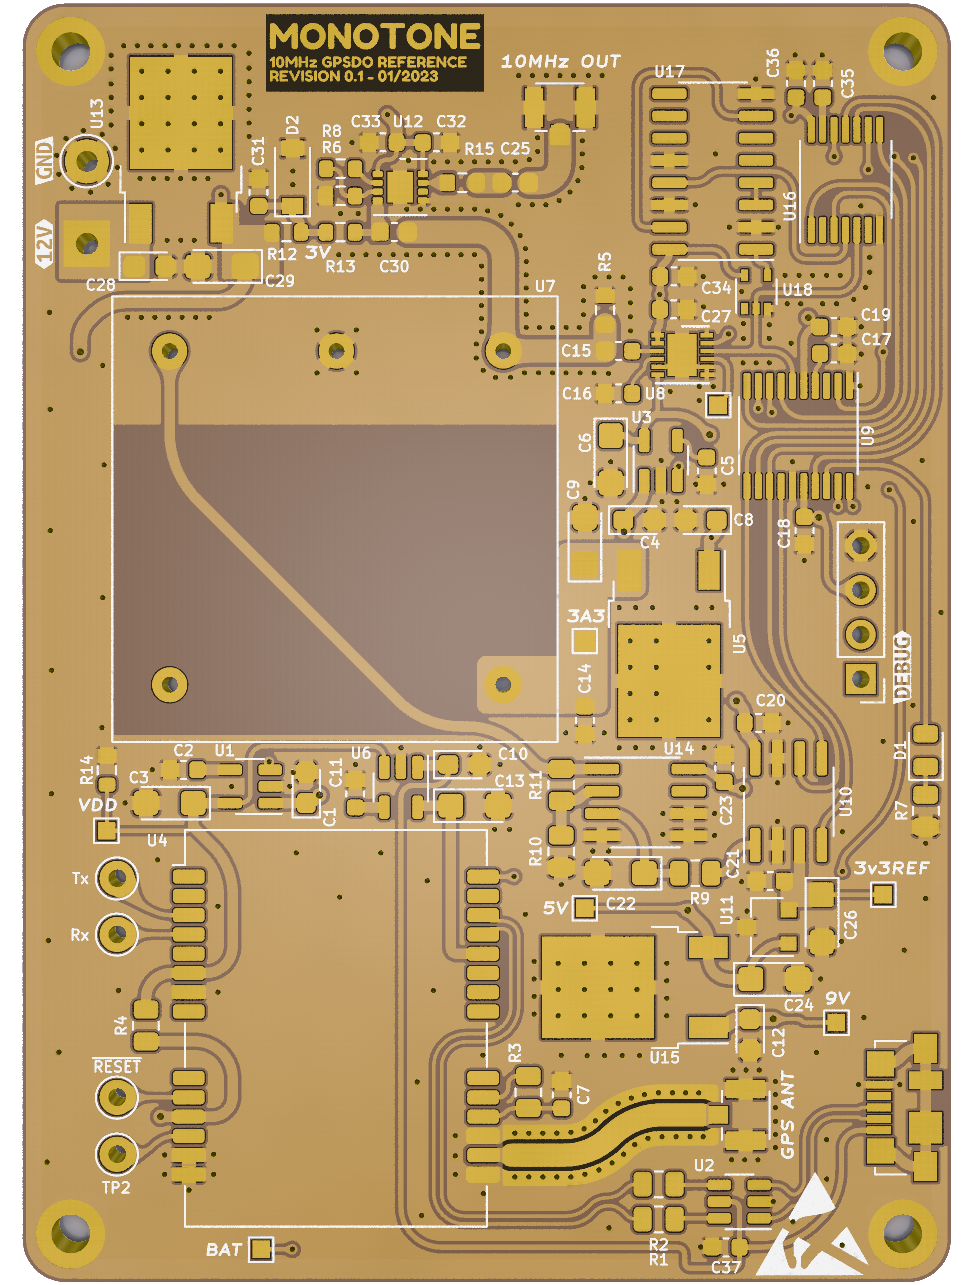 MONOTONE
10MHz GPSDO REFERENCE
REVISION 0.1 - 01/2023
10MHz OUT
C36
C35
U17
U13
GND
12V
C31
D2
R8
R6
C33
U12
C32
R15
C25
U16
R12
3V
R13
C30
C28
C29
U7
R5
C34
C27
U18
C19
C17
C15
C16
U8
U3
C6
C5
U9
C9
C4
C8
C18
3A3
U5
DEBUG
C14
C20
D1
R14
C2
U1
U6
C10
C3
C11
C1
C13
U14
R11
C23
U10
R7
VDD
U4
R10
Tx
Rx
C22
R9
C21
3v3REF
5V
U11
C26
C24
9V
R4
U15
C12
RESET
R3
C7
GPS ANT
TP2
U2
BAT
R2
R1
C37